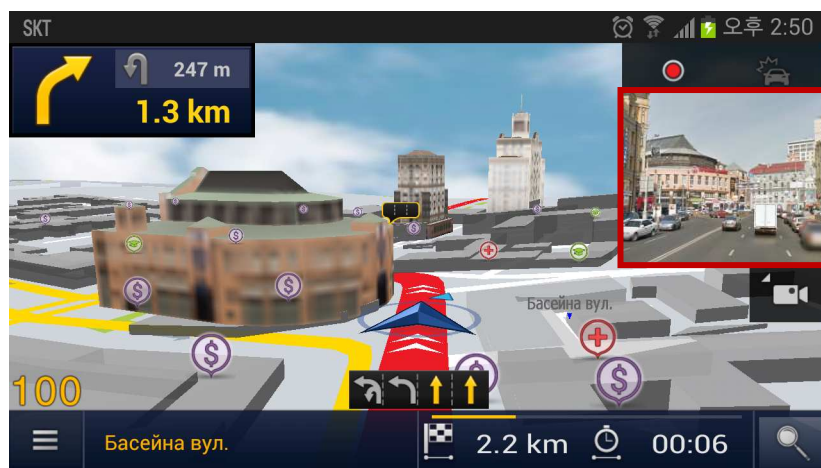 SKT
오후 2:50
247 m
1.3 km
Басейна вул.
100
Басейна вул.
2.2 km
00:06